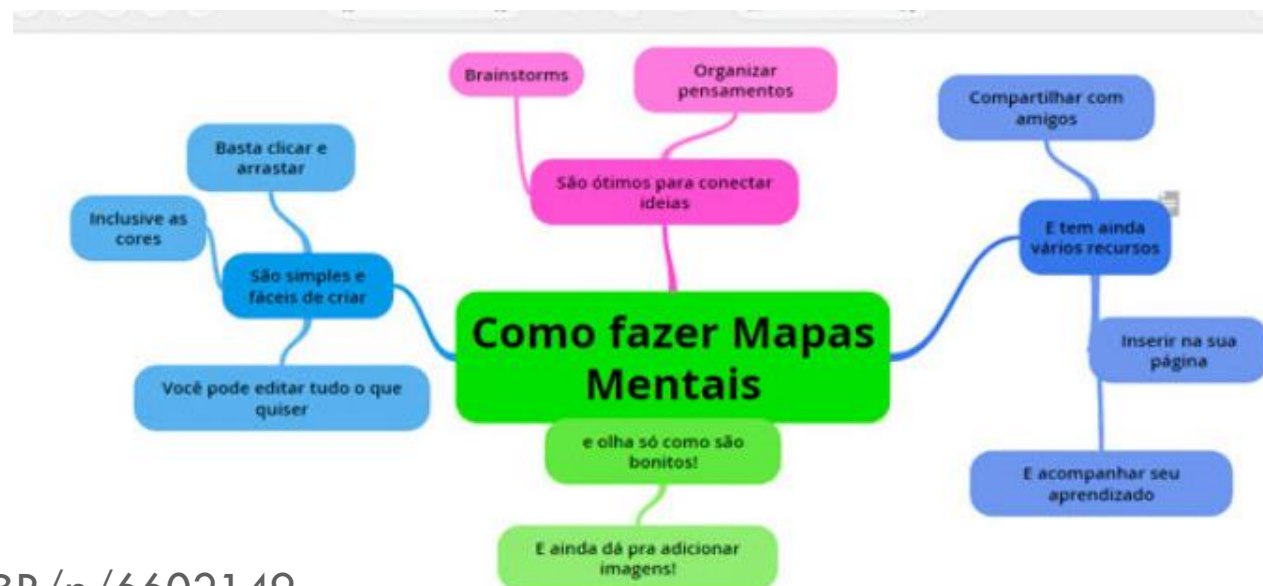 Brainstorms
Organizar
pensamentos
Compartilhar com
amigos
Basta clicar e
arrastar
São ótimos para conectar
ideias
Inclusive as
cores
E tem ainda
vários recursos
São simples e
fáceis de criar
Como fazer Mapas
Mentais
Inserir na sua
página
Você pode editar tudo o que
quiser
e olha só como são
bonitos!
E acompanhar seu
aprendizado
E ainda dá pra adicionar
imagens!